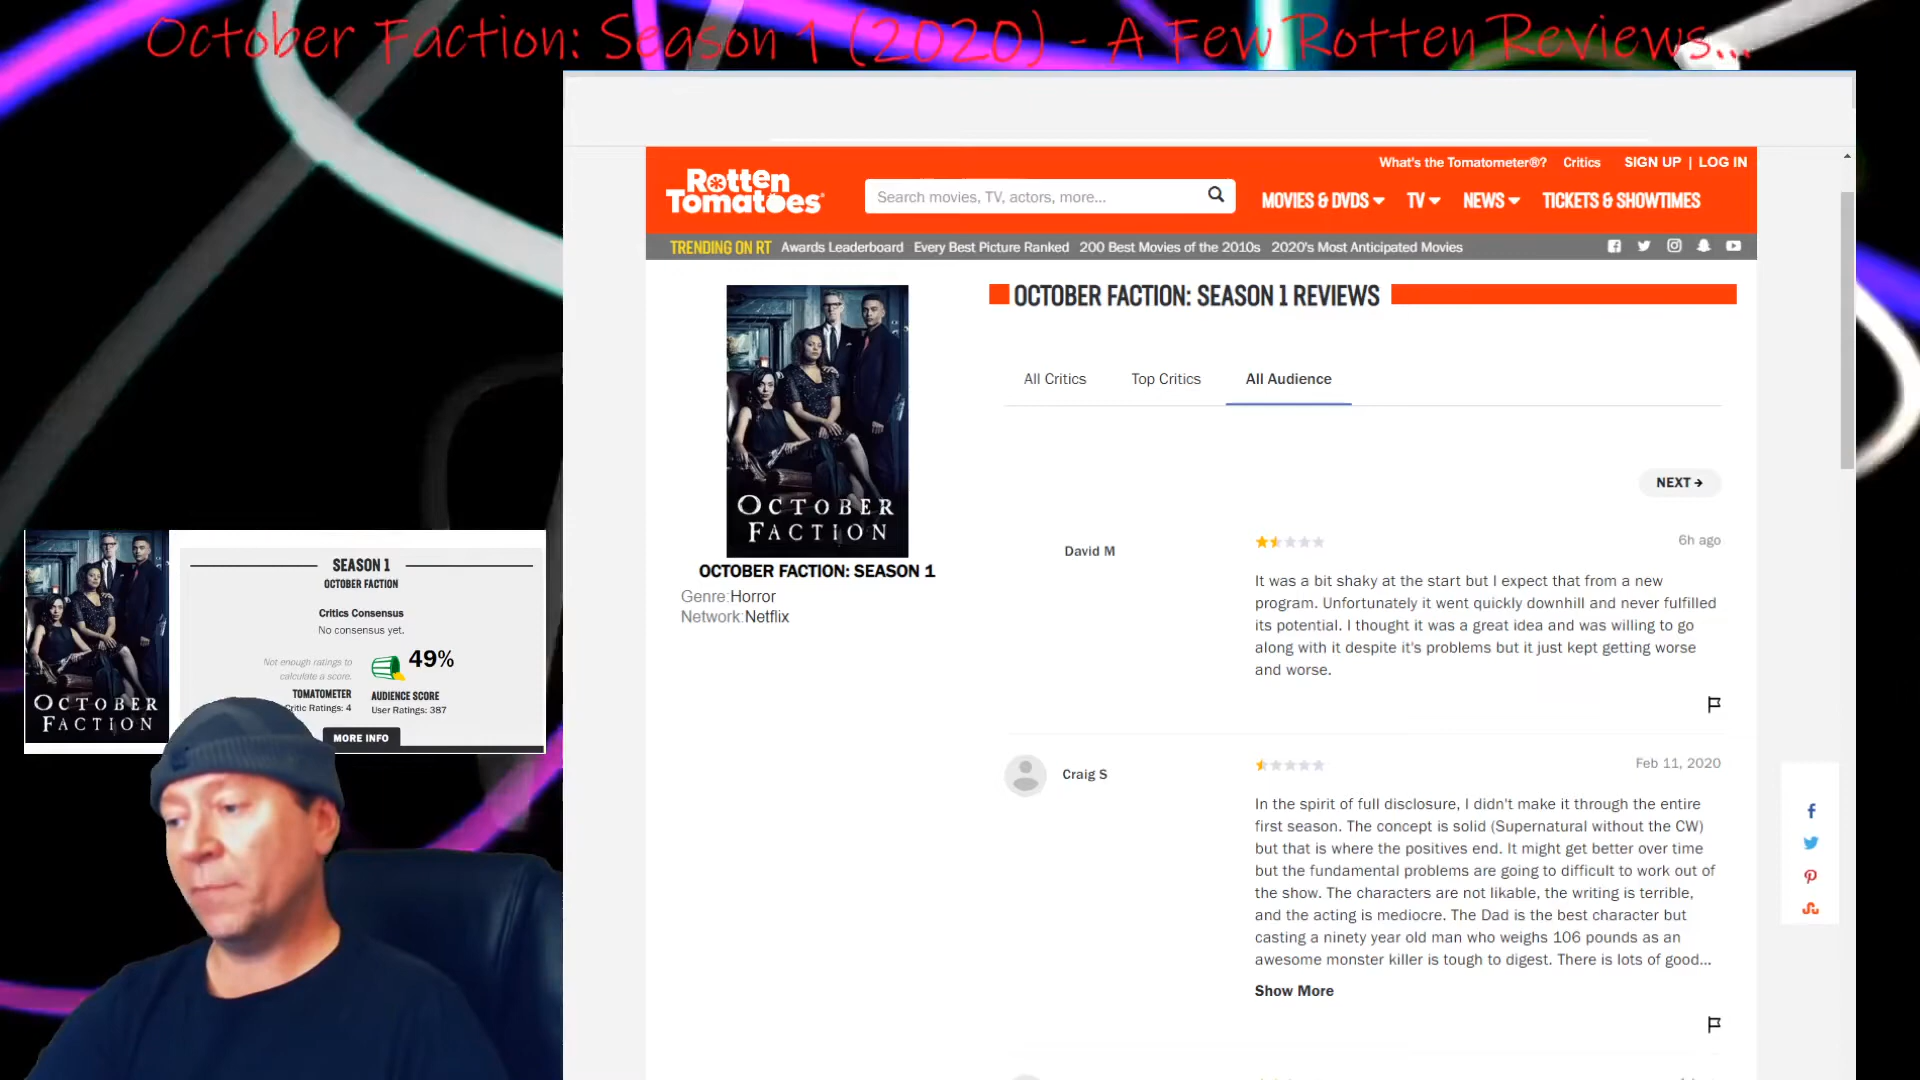 October Faction: Season 1 (2020) - A Few Rotten Reviews...
What's the Tomatometer®? Critics SIGN UP | LOG IN
Rotten
Tomatoes
Search movies, TV, actors, more...
MOVIES & DVDS TV NEWS TICKETS & SHOWTIMES
TRENDING ON RT Awards Leaderboard Every Best Picture Ranked 200 Best Movies of the 2010s 2020's Most Anticipated Movies
OCTOBER FACTION: SEASON 1 REVIEWS
All Critics Top Critics All Audience
NEXT
OCTOBER
FACTION
OCTOBER FACTION: SEASON 1
Genre:Horror
Network:Netflix
David M
6h ago
It was a bit shaky at the start but I expect that from a new
program. Unfortunately it went quickly downhill and never fulfilled
its potential. I thought it was a great idea and was willing to go
along with it despite it's problems but it just kept getting worse
and worse.
Craig S
Feb 11, 2020
In the spirit of full disclosure, I didn't make it through the entire
first season. The concept is solid (Supernatural without the CW)
but that is where the positives end. It might get better over time
but the fundamental problems are going to difficult to work out of
the show. The characters are not likable, the writing is terrible,
and the acting is mediocre. The Dad is the best character but
casting a ninety year old man who weighs 106 pounds as an
awesome monster killer is tough to digest. There is lots of good...
Show More
OCTOBER
FACTION
SEASON 1
OCTOBER FACTION
Critics Consensus
No consensus yet.
Not enough ratings to
calculate a score.
49%
TOMATOMETER
Critic Ratings: 4
AUDIENCE SCORE
User Ratings: 387
MORE INFO